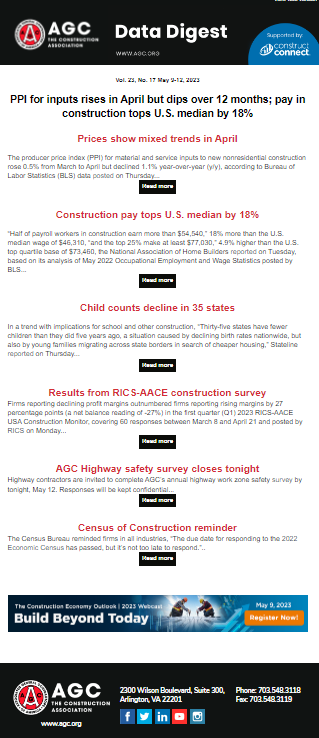 AGC
THE CONSTRUCTION
ASSOCIATION
Data Digest
WWW.AGC.ORG
Supported by:
construct
connect
Vol. 23, No. 17 May 9-12, 2023
PPI for inputs rises in April but dips over 12 months; pay in
construction tops U.S. median by 18%
Prices show mixed trends in April
The producer price index (PPI) for material and service inputs to new nonresidential construction
rose 0.5% from March to April but declined 1.1% year-over-year (y/y), according to Bureau of
Labor Statistics (BLS) data posted on Thursday...
Read more
Construction pay tops U.S. median by 18%
"Half of payroll workers in construction earn more than $54,540," 18% more than the U.S.
median wage of $46,310, "and the top 25% make at least $77,030," 4.9% higher than the U.S.
top quartile base of $73,460, the National Association of Home Builders reported on Tuesday,
based on its analysis of May 2022 Occupational Employment and Wage Statistics posted by
BLS...
Read more
Child counts decline in 35 states
In a trend with implications for school and other construction, "Thirty-five states have fewer
children than they did five years ago, a situation caused by declining birth rates nationwide, but
also by young families migrating across state borders in search of cheaper housing," Stateline
reported on Thursday...
Read more
Results from RICS-AACE construction survey
Firms reporting declining profit margins outnumbered firms reporting rising margins by 27
percentage points (a net balance reading of -27%) in the first quarter (Q1) 2023 RICS-AACE
USA Construction Monitor, covering 60 responses between March 8 and April 21 and posted by
RICS on Monday...
Read more
AGC Highway safety survey closes tonight
Highway contractors are invited to complete AGC's annual highway work zone safety survey by
tonight, May 12. Responses will be kept confidential...
Read more
Census of Construction reminder
The Census Bureau reminded firms in all industries, "The due date for responding to the 2022
Economic Census has passed, but it's not too late to respond."..
Read more
The Construction Economy Outlook | 2023 Webcast
Build Beyond Today
May 9, 2023
Register Now!
AGC
THE CONSTRUCTION
ASSOCIATION
www.agc.org
2300 Wilson Boulevard, Suite 300,
Arlington, VA 22201
Phone: 703.548.3118
Fax: 703.548.3119